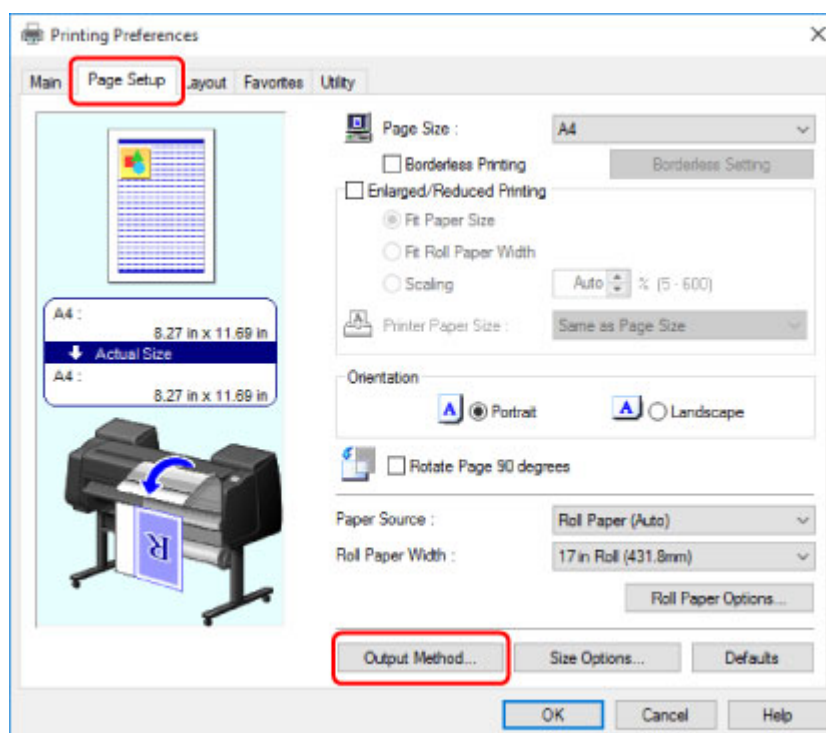 Printing Preferences
Main Page Setup Layout Favorites Utility
Page Size : A4
Borderless Printing Borderless Setting
Enlarged/Reduced Printing
Fit Paper Size
Fit Roll Paper Width
Scaling Auto % (5 - 600)
Printer Paper Size : Same as Page Size
A4 :
8.27 in x 11.69 in
Actual Size
A4 :
8.27 in x 11.69 in
Orientation
A Portrait A Landscape
Rotate Page 90 degrees
R
Paper Source : Roll Paper (Auto)
Roll Paper Width : 17 in Roll (431.8mm)
Roll Paper Options...
Output Method... Size Options... Defaults
OK Cancel Help